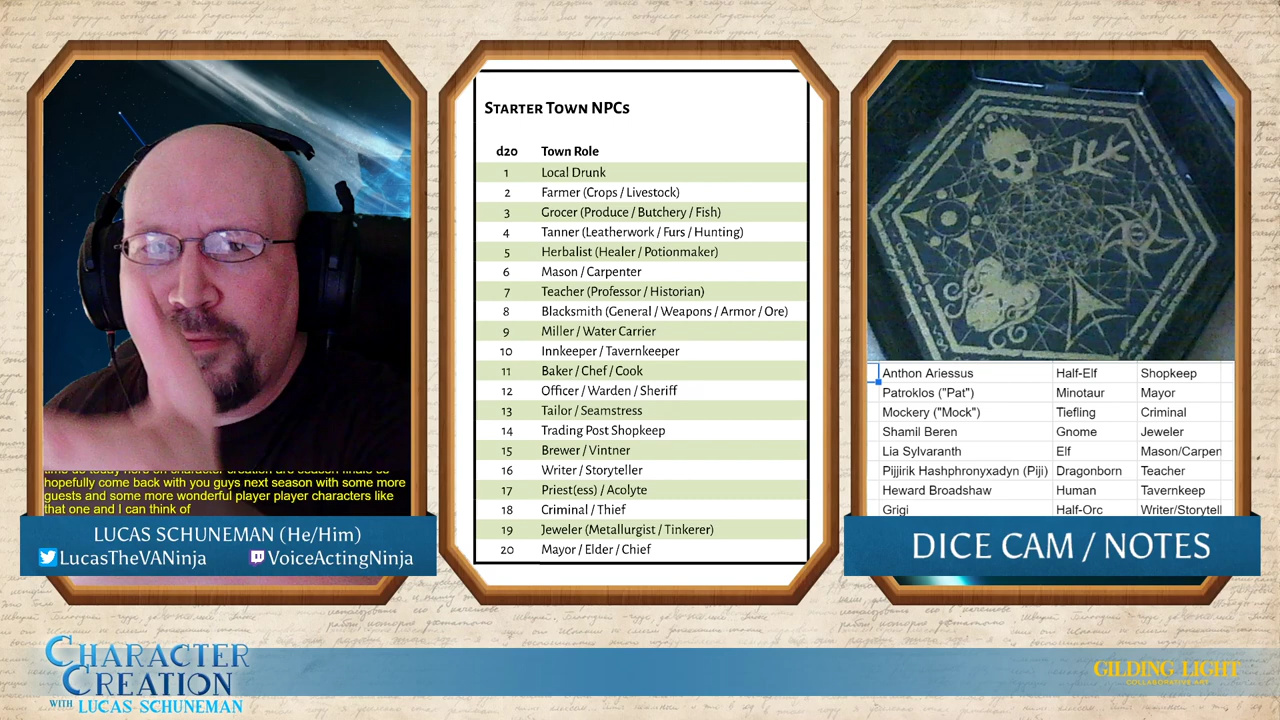 time us today here on character creation are season finale so
hopefully come back with you guys next season with some more
guests and some more wonderful player player characters like
that one and I can think of
LUCAS SCHUNEMAN (He/Him)
LucasTheVANinja
VoiceActingNinja
STARTER TOWN NPCs
d20 Town Role
1 Local Drunk
2 Farmer (Crops / Livestock)
3 Grocer (Produce / Butchery / Fish)
4 Tanner (Leatherwork / Furs / Hunting)
5 Herbalist (Healer / Potionmaker)
6 Mason / Carpenter
7 Teacher (Professor / Historian)
8 Blacksmith (General / Weapons / Armor / Ore)
9 Miller / Water Carrier
10 Innkeeper / Tavernkeeper
11 Baker / Chef / Cook
12 Officer / Warden / Sheriff
13 Tailor / Seamstress
14 Trading Post Shopkeep
15 Brewer / Vintner
16 Writer / Storyteller
17 Priest(ess) / Acolyte
18 Criminal / Thief
19 Jeweler (Metallurgist / Tinkerer)
20 Mayor / Elder / Chief
Anthon Ariessus Half-Elf Shopkeep
Patroklos ("Pat") Minotaur Mayor
Mockery ("Mock") Tiefling Criminal
Shamil Beren Gnome Jeweler
Lia Sylvaranth Elf Mason/Carpen
Pijjirik Hashphronyxadyn (Piji) Dragonborn Teacher
Heward Broadshaw Human Tavernkeep
Grigi Half-Orc Writer/Storytell
DICE CAM / NOTES
CHARACTER
CREATION
WITH LUCAS SCHUNEMAN
GILDING LIGHT
COLLABORATIVE ART